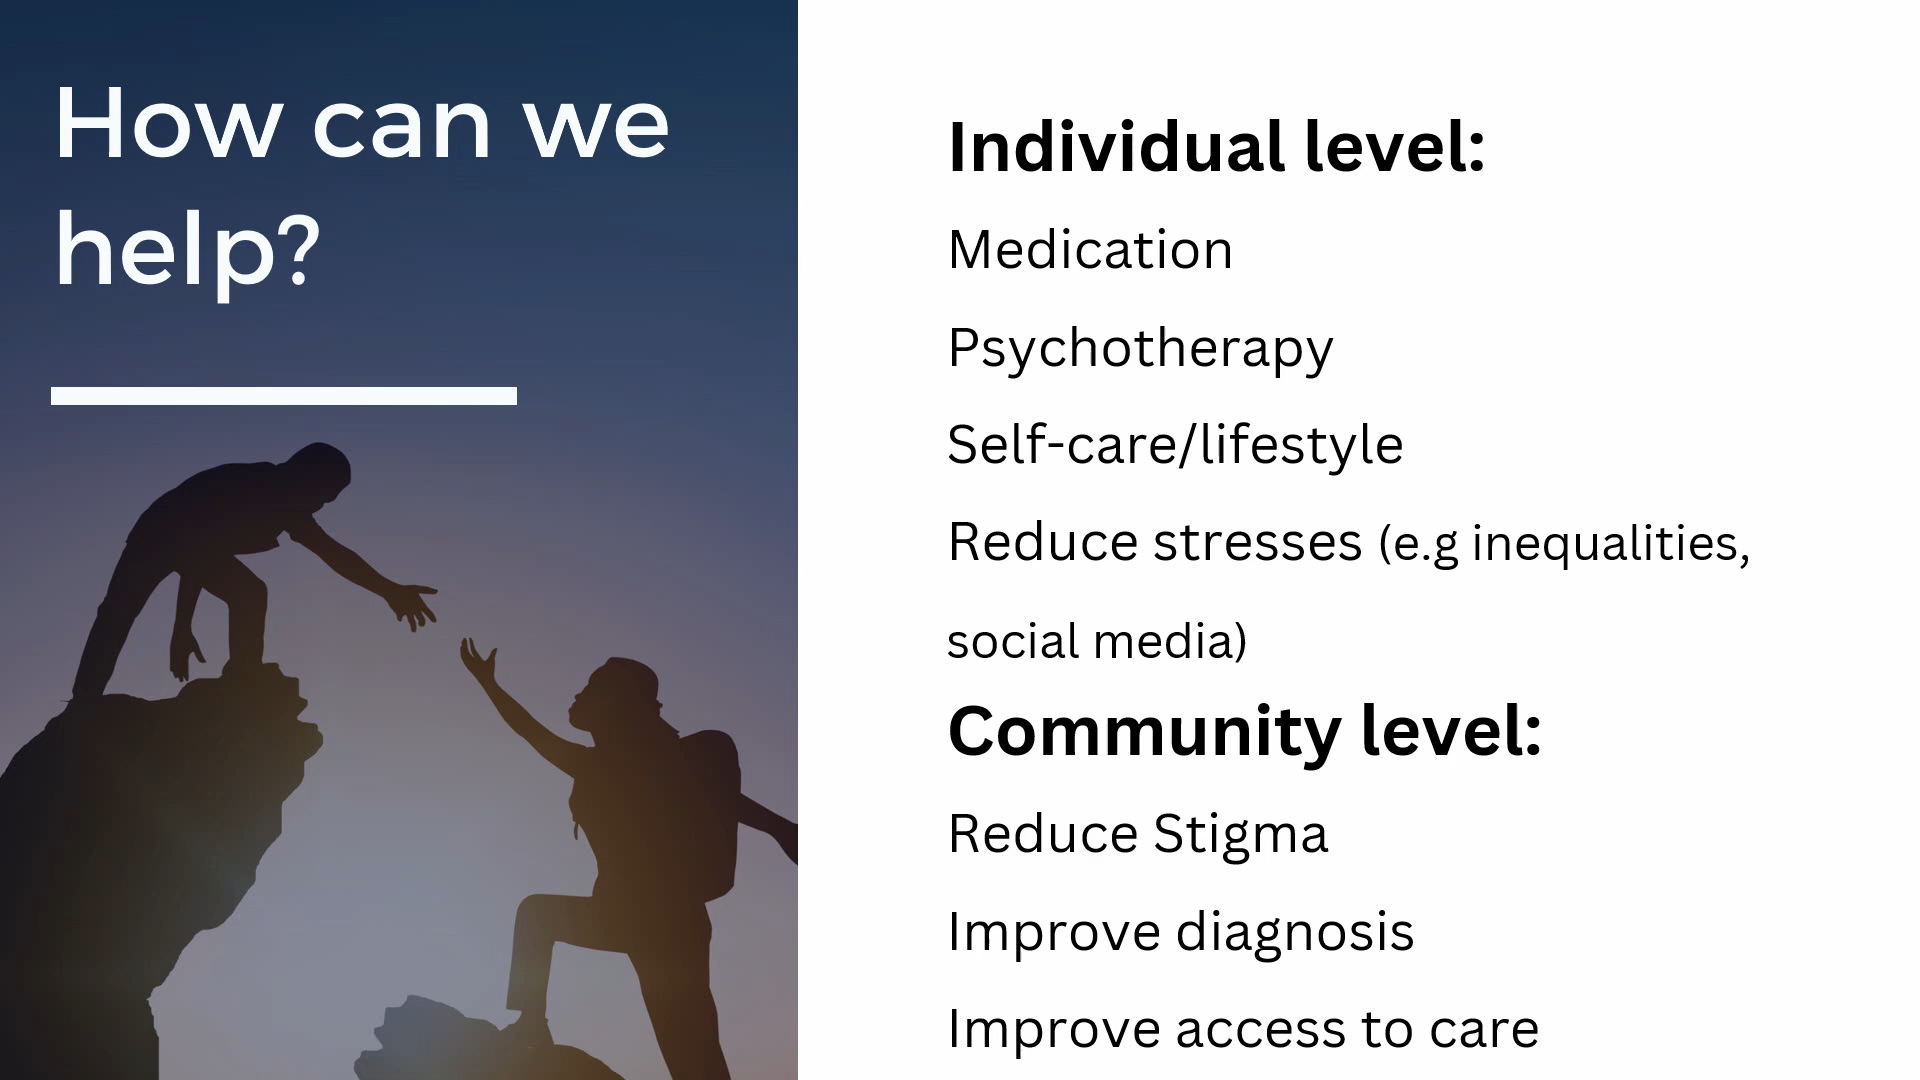 How can we
help?
Individual level:
Medication
Psychotherapy
Self-care/lifestyle
Reduce stresses (e.g inequalities,
social media)
Community level:
Reduce Stigma
Improve diagnosis
Improve access to care